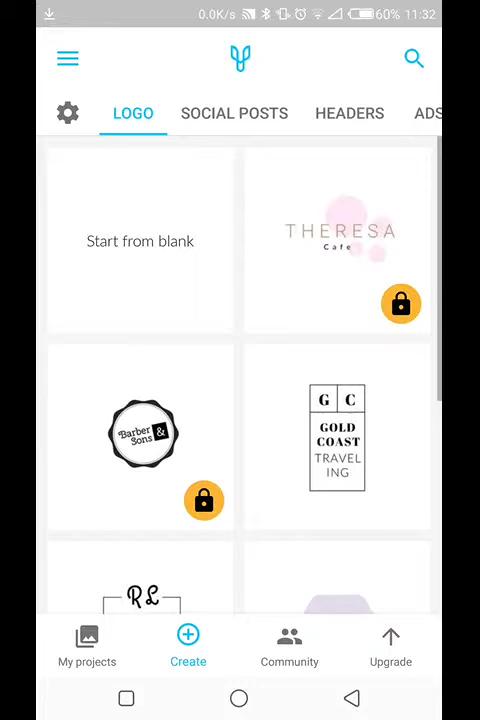 0.0K/s 60% 11:32
LOGO SOCIAL POSTS HEADERS ADS
Start from blank
THERESA
Cafe
Barber
Sons &
G C
GOLD
COAST
TRAVEL
ING
RL
My projects Create Community Upgrade